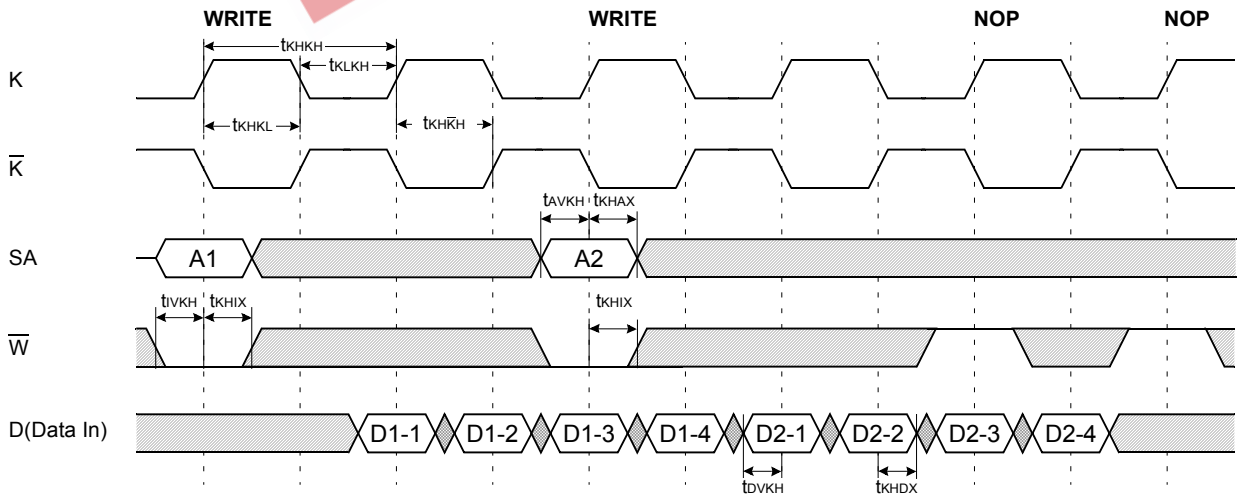 WRITE WRITE NOP NOP
tKHKH
K tKLKH
tKHKL tKHK̅H
K̅
tAVKH tKHAX
SA A1 A2
tIVKH tKHIX tKHIX
W̅
D(Data In) D1-1 D1-2 D1-3 D1-4 D2-1 D2-2 D2-3 D2-4
tDVKH tKHDX